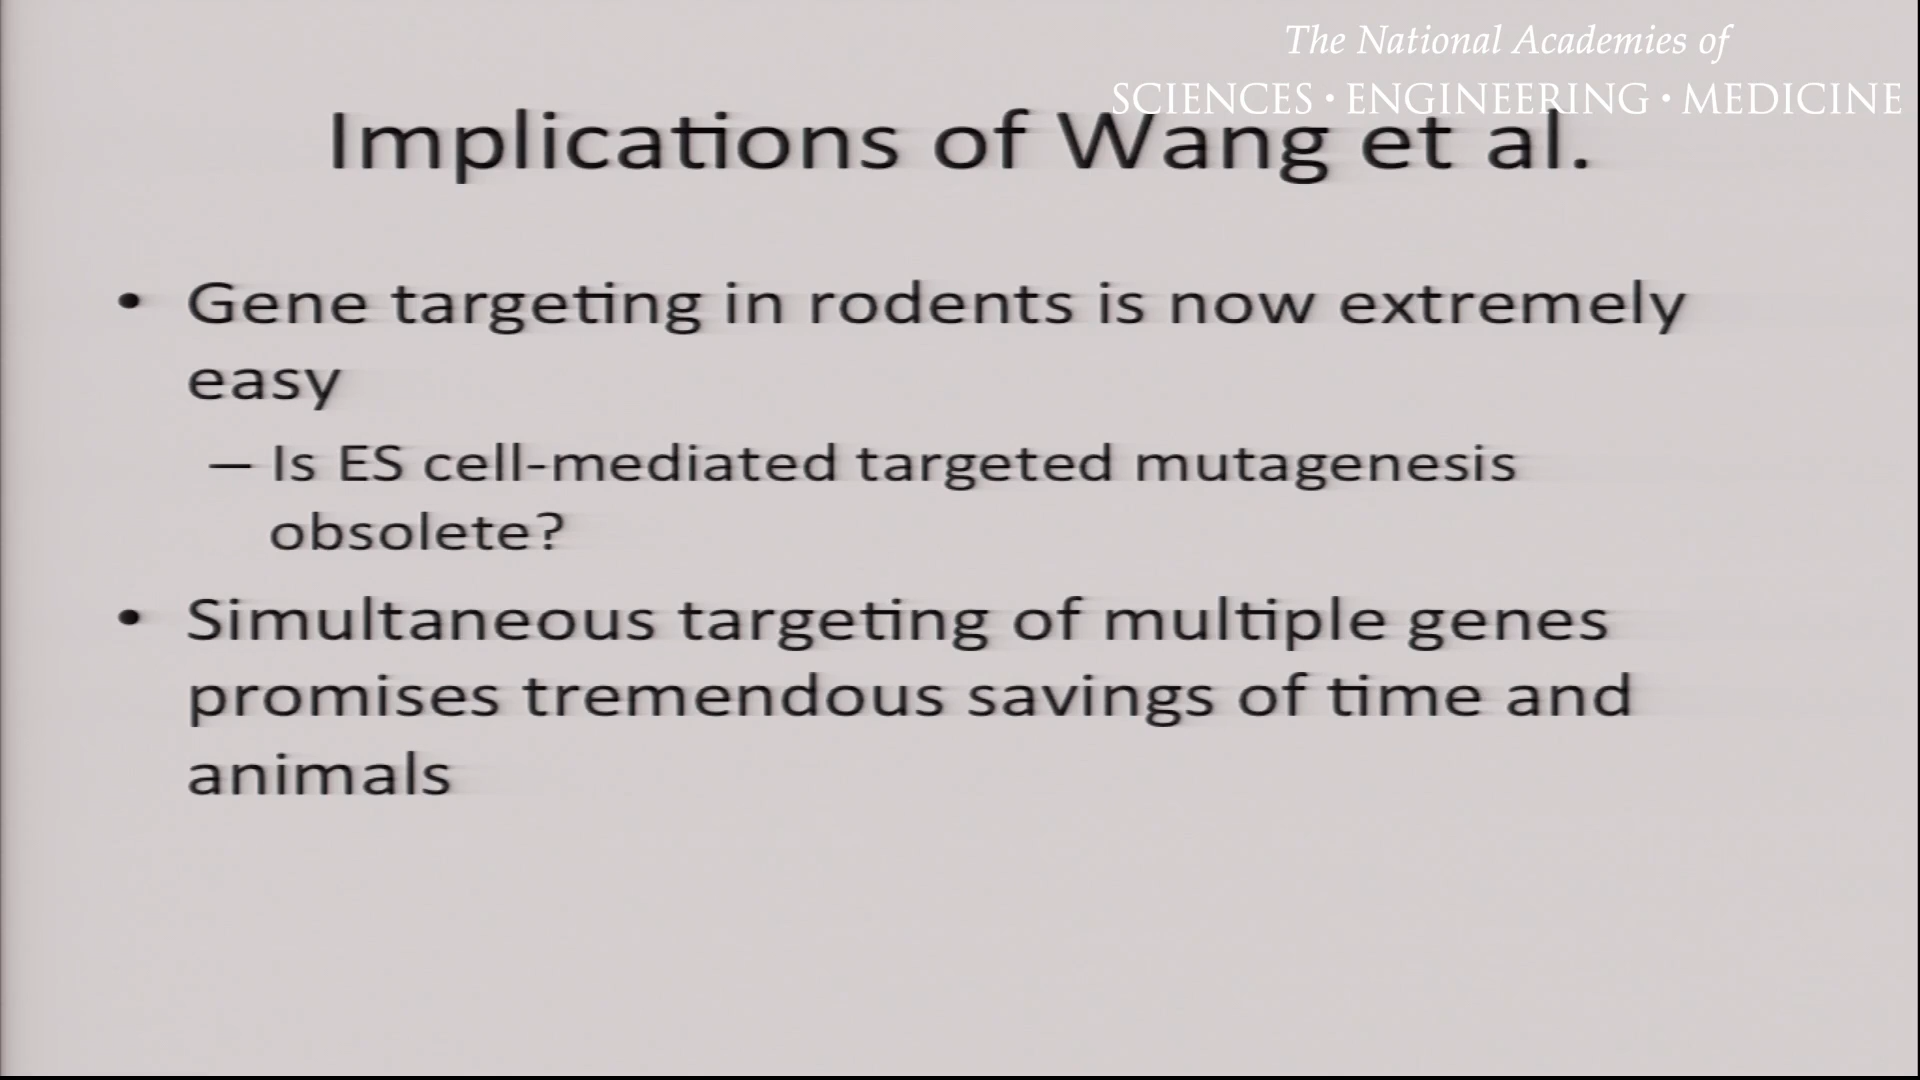 The National Academies of
SCIENCES • ENGINEERING • MEDICINE
Implications of Wang et al.
• Gene targeting in rodents is now extremely
easy
– Is ES cell-mediated targeted mutagenesis
obsolete?
• Simultaneous targeting of multiple genes
promises tremendous savings of time and
animals